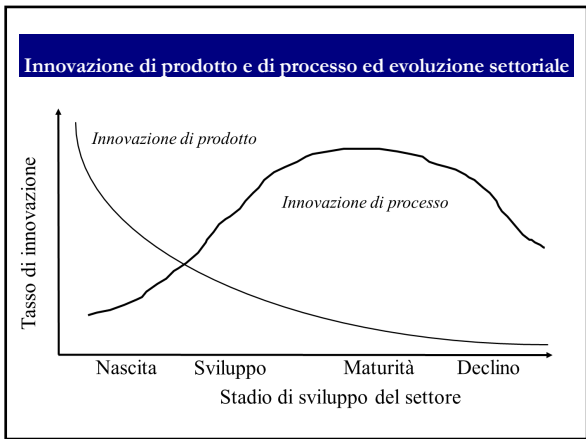 Innovazione di prodotto e di processo ed evoluzione settoriale
Innovazione di prodotto
Innovazione di processo
Tasso di innovazione
Nascita Sviluppo Maturità Declino
Stadio di sviluppo del settore